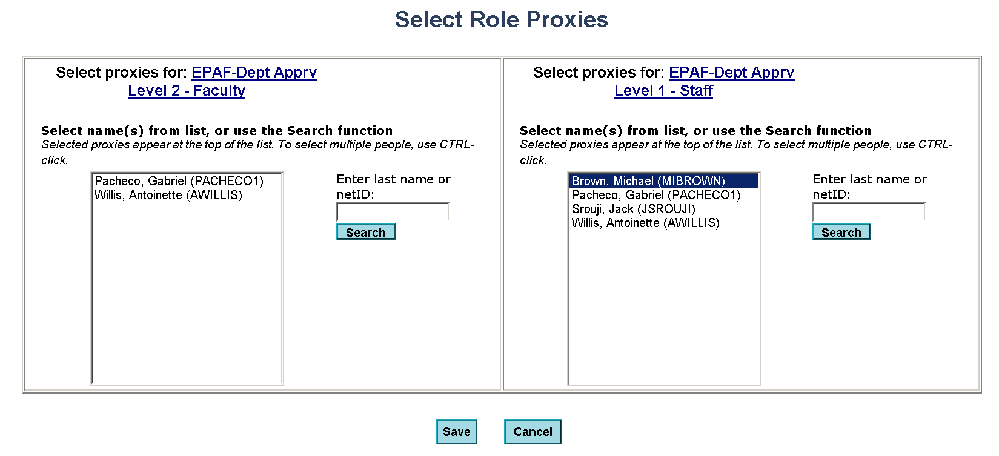 Select Role Proxies
Select proxies for: EPAF-Dept Apprv
Level 2 - Faculty
Select name(s) from list, or use the Search function
Selected proxies appear at the top of the list. To select multiple people, use CTRL-
click.
Pacheco, Gabriel (PACHECO1)
Willis, Antoinette (AWILLIS)
Enter last name or
netID:
Search
Select proxies for: EPAF-Dept Apprv
Level 1 - Staff
Select name(s) from list, or use the Search function
Selected proxies appear at the top of the list. To select multiple people, use CTRL-
click.
Brown, Michael (MIBROWN)
Pacheco, Gabriel (PACHECO1)
Srouji, Jack (JSROUJI)
Willis, Antoinette (AWILLIS)
Enter last name or
netID:
Search
Save
Cancel